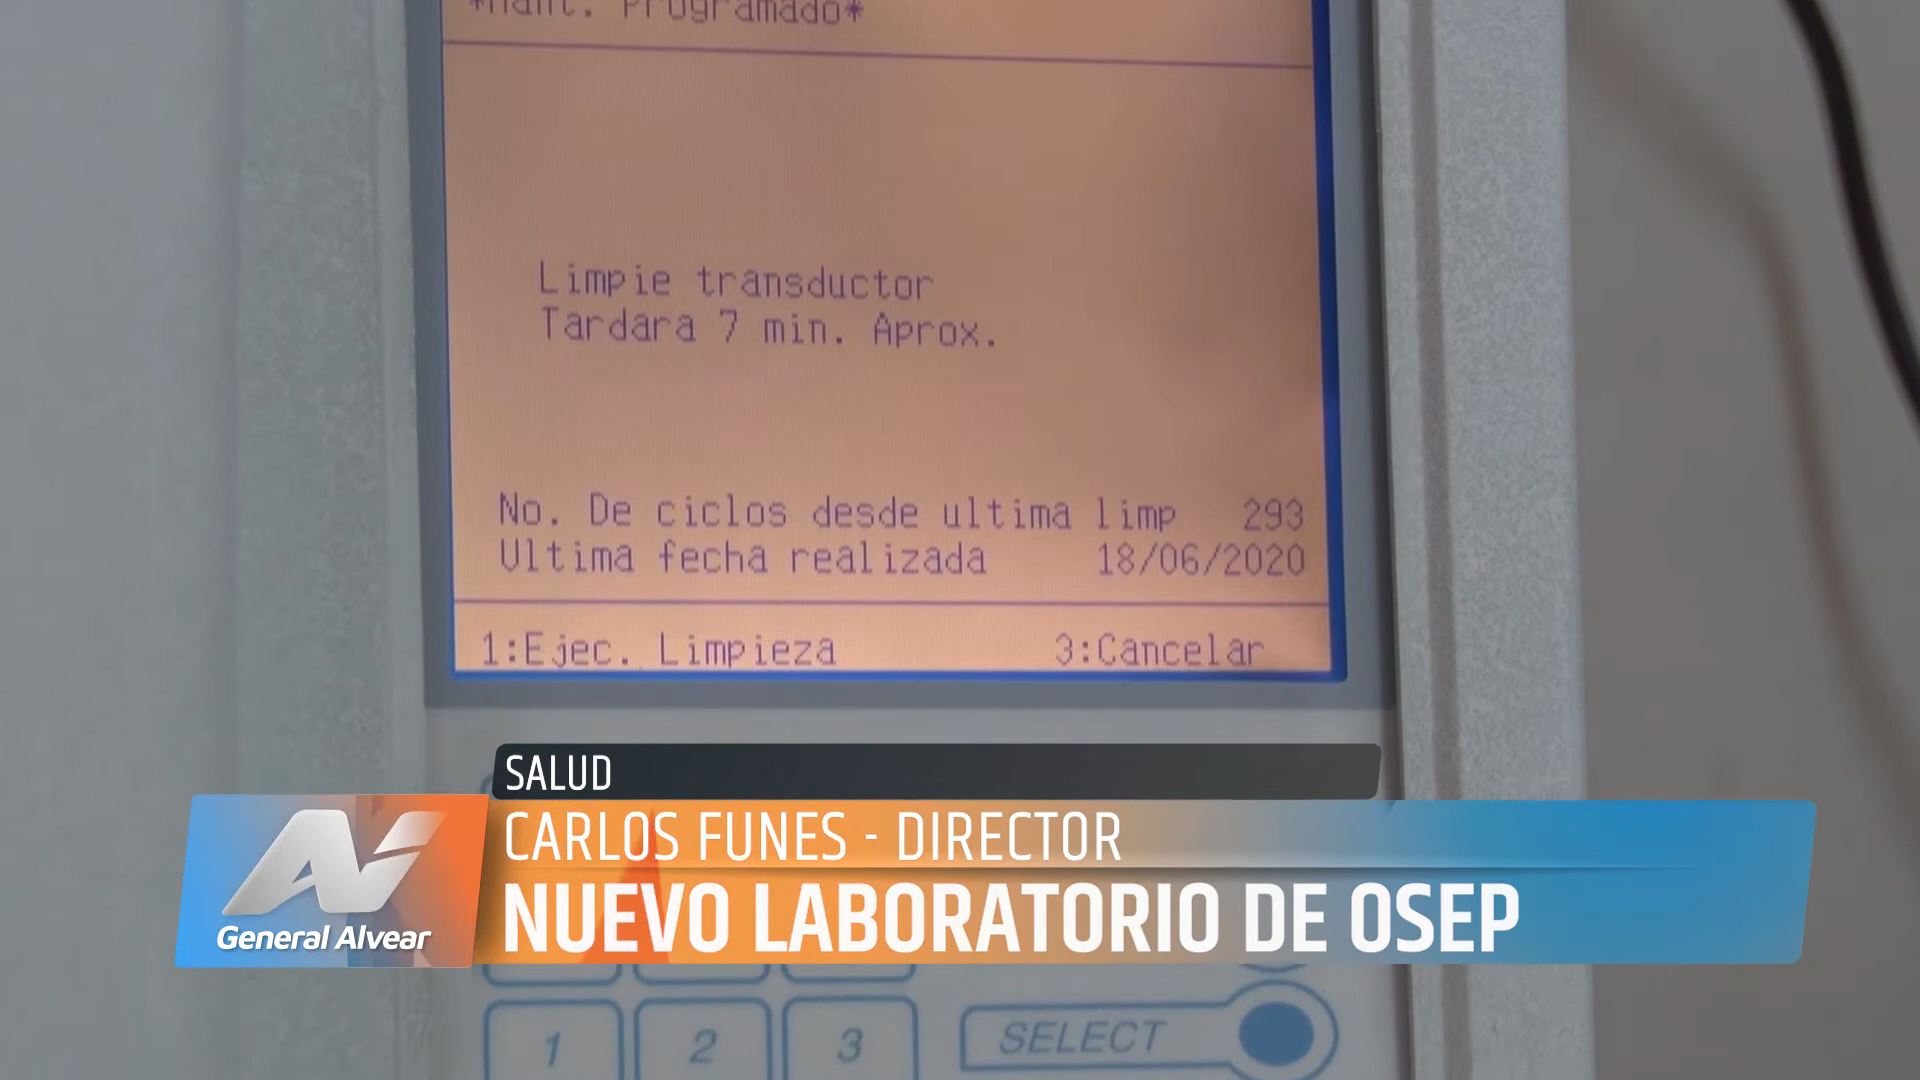 *Mant. Programado*
Limpie transductor
Tardara 7 min. Aprox.
No. De ciclos desde ultima limp 293
Ultima fecha realizada 18/06/2020
1:Ejec. Limpieza 3:Cancelar
SALUD
CARLOS FUNES - DIRECTOR
NUEVO LABORATORIO DE OSEP
General Alvear
1 2 3 SELECT